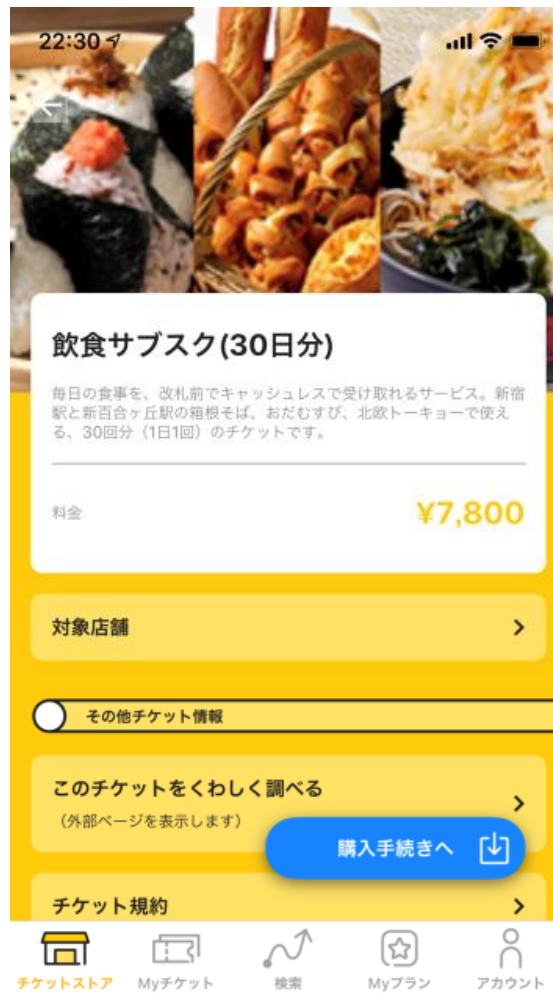 22:30
飲食サブスク(30日分)
毎日の食事を、改札前でキャッシュレスで受け取れるサービス。新宿
駅と新百合ヶ丘駅の箱根そば、おだむすび、北欧トーキョーで使え
る、30回分（1日1回）のチケットです。
料金
¥7,800
対象店舗
その他チケット情報
このチケットをくわしく調べる
（外部ページを表示します）
購入手続きへ
チケット規約
チケットストア
Myチケット
検索
Myプラン
アカウント